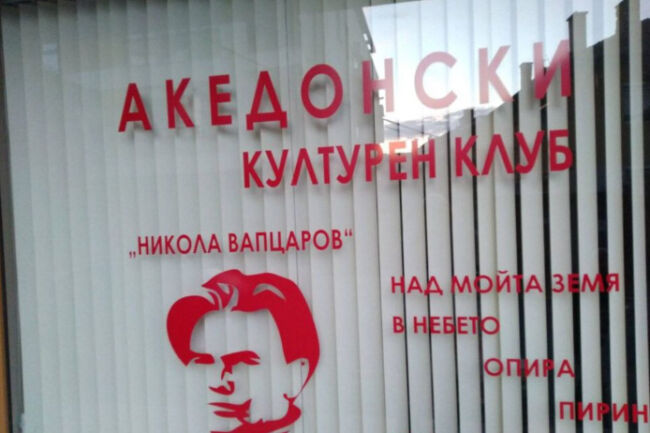 АКЕДОНСКИ
КУЛТУРЕН КЛУБ
„НИКОЛА ВАПЦАРОВ“
НАД МОЙТА ЗЕМЯ
В НЕБЕТО
ОПИРА
ПИРИН